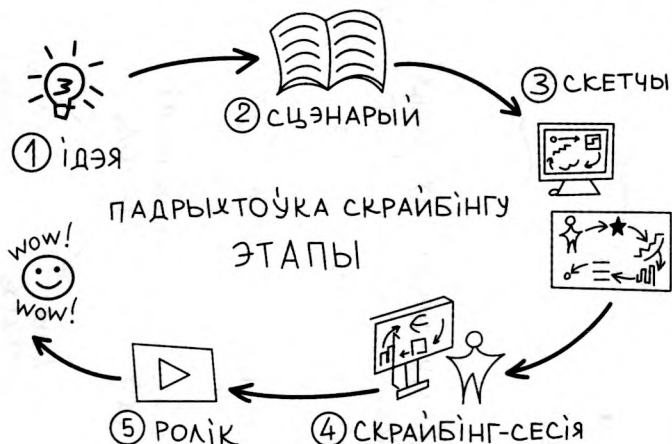 ① ідэя
② сцэнарый
③ скетчы
ПАДРЫХТОЎКА СКРАЙБІНГУ
ЭТАПЫ
④ СКРАЙБІНГ-СЕСІЯ
⑤ РОЛІК
WOW!
WOW!